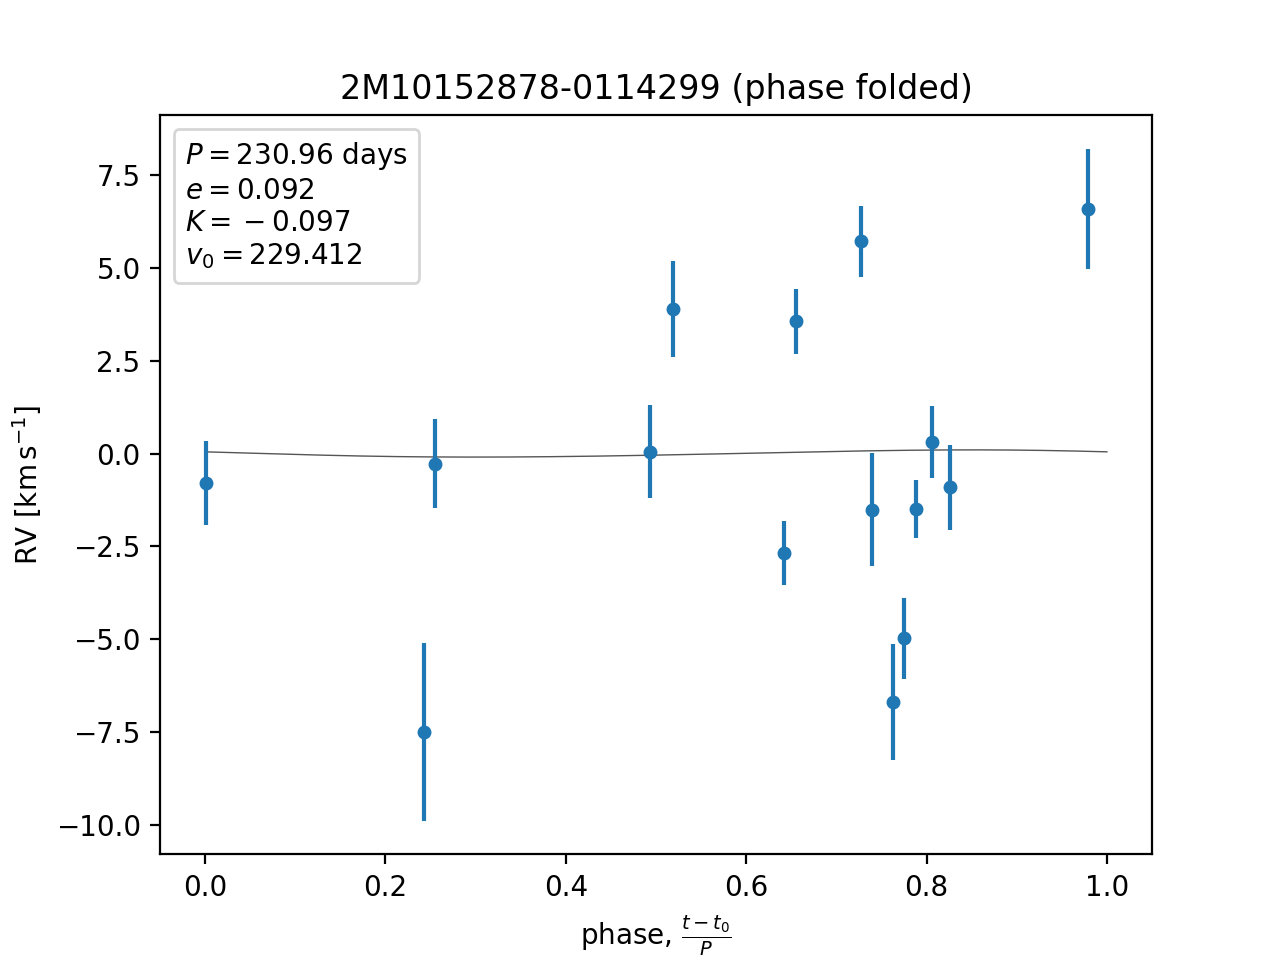 2M10152878-0114299 (phase folded)
P = 230.96 days
e = 0.092
K = −0.097
v₀ = 229.412
7.5
5.0
2.5
0.0
−2.5
−5.0
−7.5
−10.0
RV [km s⁻¹]
0.0 0.2 0.4 0.6 0.8 1.0
phase, (t − t₀)/P